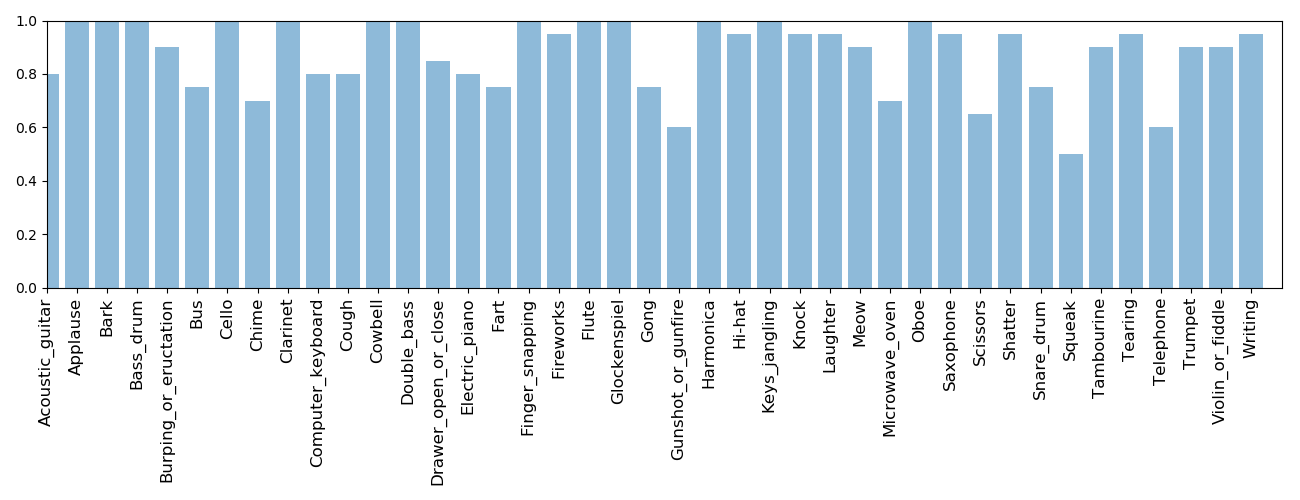 1.0
0.8
0.6
0.4
0.2
0.0
Acoustic_guitar
Applause
Bark
Bass_drum
Burping_or_eructation
Bus
Cello
Chime
Clarinet
Computer_keyboard
Cough
Cowbell
Double_bass
Drawer_open_or_close
Electric_piano
Fart
Finger_snapping
Fireworks
Flute
Glockenspiel
Gong
Gunshot_or_gunfire
Harmonica
Hi-hat
Keys_jangling
Knock
Laughter
Meow
Microwave_oven
Oboe
Saxophone
Scissors
Shatter
Snare_drum
Squeak
Tambourine
Tearing
Telephone
Trumpet
Violin_or_fiddle
Writing